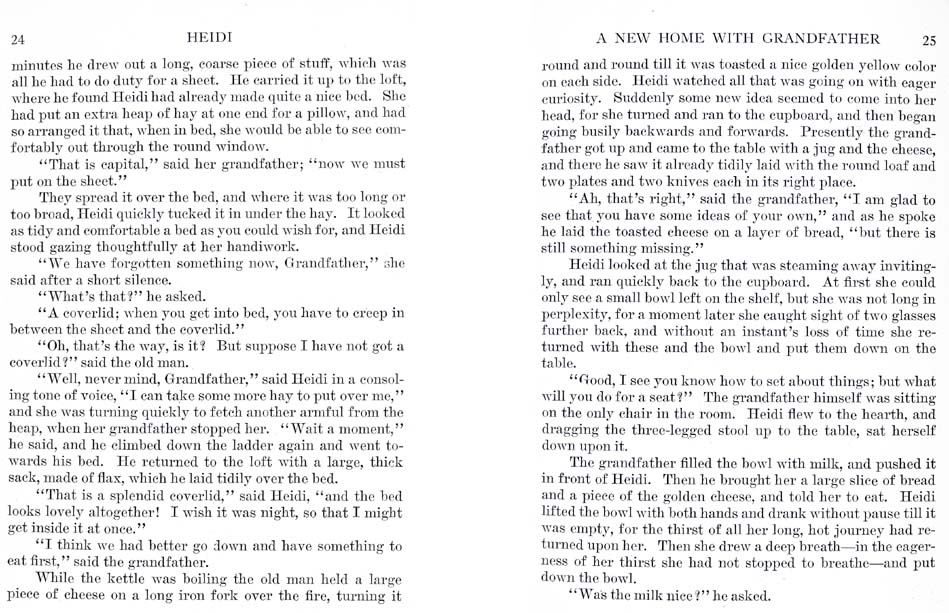 24
HEIDI
minutes he drew out a long, coarse piece of stuff, which was
all he had to do duty for a sheet. He carried it up to the loft,
where he found Heidi had already made quite a nice bed. She
had put an extra heap of hay at one end for a pillow, and had
so arranged it that, when in bed, she would be able to see com-
fortably out through the round window.
“That is capital,” said her grandfather; “now we must
put on the sheet.”
They spread it over the bed, and where it was too long or
too broad, Heidi quickly tucked it in under the hay. It looked
as tidy and comfortable a bed as you could wish for, and Heidi
stood gazing thoughtfully at her handiwork.
“We have forgotten something now, Grandfather,” she
said after a short silence.
“What’s that?” he asked.
“A coverlid; when you get into bed, you have to creep in
between the sheet and the coverlid.”
“Oh, that’s the way, is it? But suppose I have not got a
coverlid?” said the old man.
“Well, never mind, Grandfather,” said Heidi in a consol-
ing tone of voice, “I can take some more hay to put over me,”
and she was turning quickly to fetch another armful from the
heap, when her grandfather stopped her. “Wait a moment,”
he said, and he climbed down the ladder again and went to-
wards his bed. He returned to the loft with a large, thick
sack, made of flax, which he laid tidily over the bed.
“That is a splendid coverlid,” said Heidi, “and the bed
looks lovely altogether! I wish it was night, so that I might
get inside it at once.”
“I think we had better go down and have something to
eat first,” said the grandfather.
While the kettle was boiling the old man held a large
piece of cheese on a long iron fork over the fire, turning it
A NEW HOME WITH GRANDFATHER
25
round and round till it was toasted a nice golden yellow color
on each side. Heidi watched all that was going on with eager
curiosity. Suddenly some new idea seemed to come into her
head, for she turned and ran to the cupboard, and then began
going busily backwards and forwards. Presently the grand-
father got up and came to the table with a jug and the cheese,
and there he saw it already tidily laid with the round loaf and
two plates and two knives each in its right place.
“Ah, that’s right,” said the grandfather, “I am glad to
see that you have some ideas of your own,” and as he spoke
he laid the toasted cheese on a layer of bread, “but there is
still something missing.”
Heidi looked at the jug that was steaming away inviting-
ly, and ran quickly back to the cupboard. At first she could
only see a small bowl left on the shelf, but she was not long in
perplexity, for a moment later she caught sight of two glasses
further back, and without an instant’s loss of time she re-
turned with these and the bowl and put them down on the
table.
“Good, I see you know how to set about things; but what
will you do for a seat?” The grandfather himself was sitting
on the only chair in the room. Heidi flew to the hearth, and
dragging the three-legged stool up to the table, sat herself
down upon it.
The grandfather filled the bowl with milk, and pushed it
in front of Heidi. Then he brought her a large slice of bread
and a piece of the golden cheese, and told her to eat. Heidi
lifted the bowl with both hands and drank without pause till it
was empty, for the thirst of all her long, hot journey had re-
turned upon her. Then she drew a deep breath—in the eager-
ness of her thirst she had not stopped to breathe—and put
down the bowl.
“Was the milk nice?” he asked.